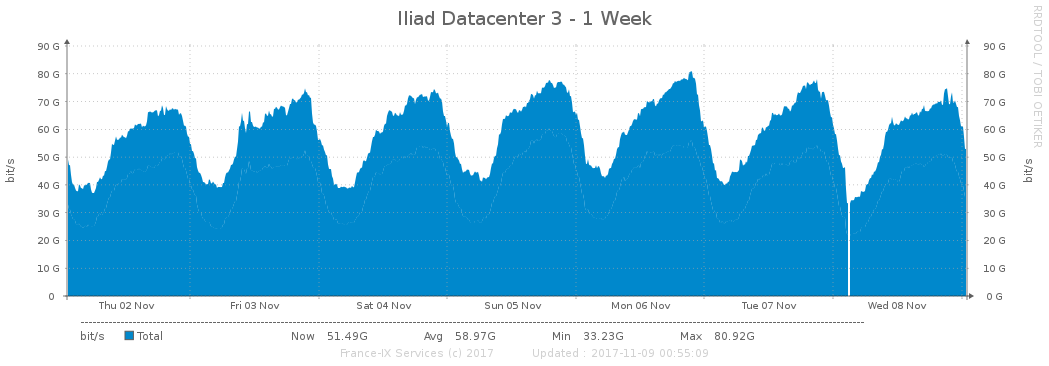 Iliad Datacenter 3 - 1 Week
RRDTOOL / TOBI OETIKER
bit/s
90 G 90 G
80 G 80 G
70 G 70 G
60 G 60 G
50 G 50 G
40 G 40 G
30 G 30 G
20 G 20 G
10 G 10 G
0 0 G
bit/s
Thu 02 Nov Fri 03 Nov Sat 04 Nov Sun 05 Nov Mon 06 Nov Tue 07 Nov Wed 08 Nov
bit/s Total Now 51.49G Avg 58.97G Min 33.23G Max 80.92G
France-IX Services (c) 2017 Updated : 2017-11-09 00:55:09